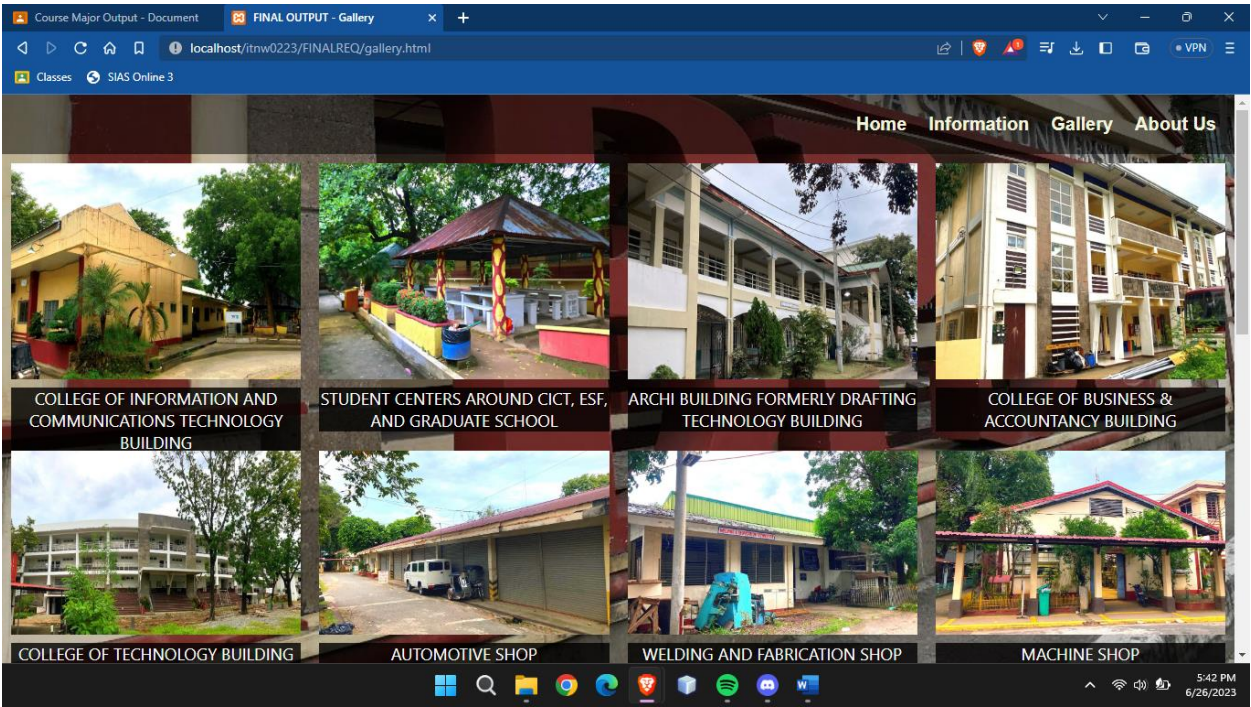 Course Major Output - Document
FINAL OUTPUT - Gallery
localhost/itnw0223/FINALREQ/gallery.html
VPN
Classes
SIAS Online 3
Home Information Gallery About Us
COLLEGE OF INFORMATION AND
COMMUNICATIONS TECHNOLOGY
BUILDING
STUDENT CENTERS AROUND CICT, ESF,
AND GRADUATE SCHOOL
ARCHI BUILDING FORMERLY DRAFTING
TECHNOLOGY BUILDING
COLLEGE OF BUSINESS &
ACCOUNTANCY BUILDING
COLLEGE OF TECHNOLOGY BUILDING
AUTOMOTIVE SHOP
WELDING AND FABRICATION SHOP
MACHINE SHOP
5:42 PM
6/26/2023